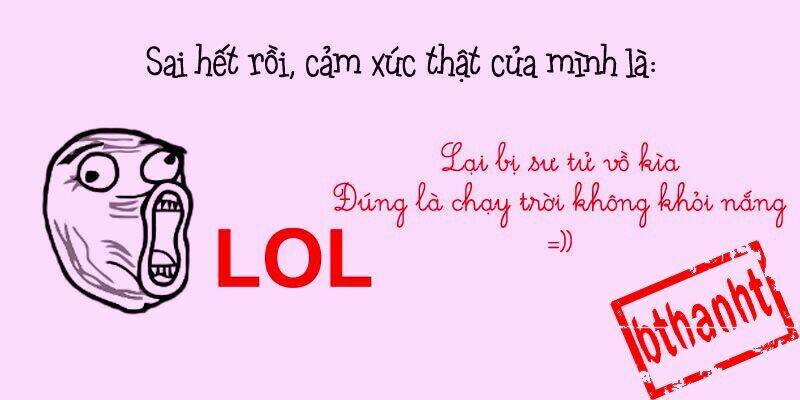 Sai hết rồi, cảm xúc thật của mình là:
Lại bị sư tử vồ kìa
Đúng là chạy trời không khỏi nắng
=))
LOL
bthanht